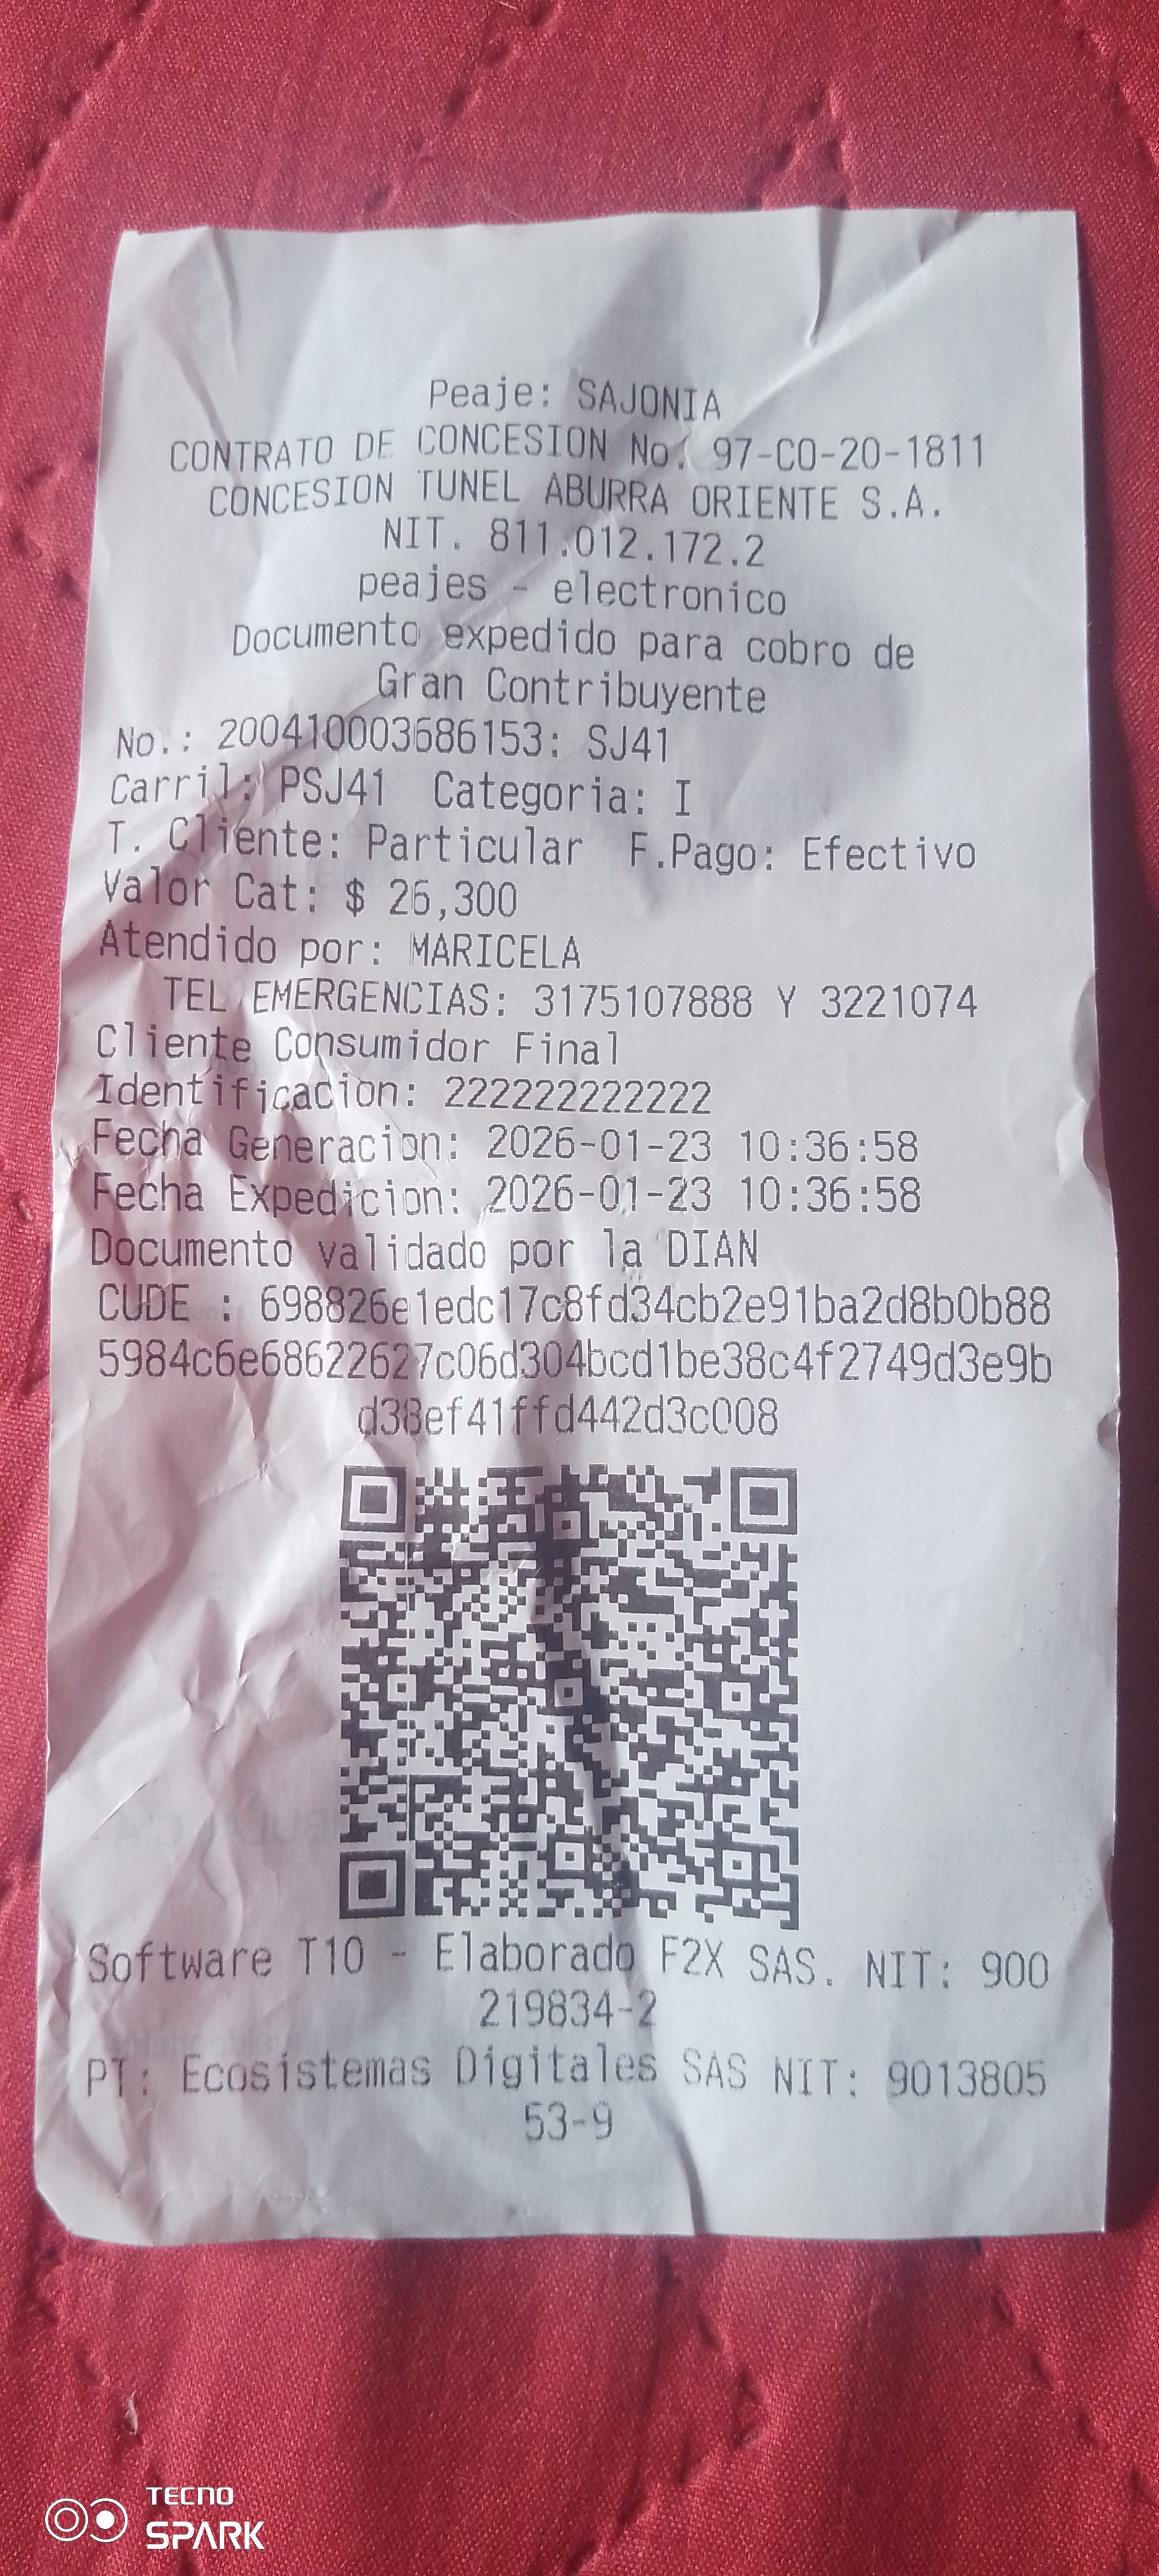 Peaje: SAJONIA
CONTRATO DE CONCESION No. 97-CO-20-1811
CONCESION TUNEL ABURRA ORIENTE S.A.
NIT. 811.012.172.2
peajes - electronico
Documento expedido para cobro de
Gran Contribuyente
No.: 200410003686153: SJ41
Carril: PSJ41 Categoria: I
T. Cliente: Particular F.Pago: Efectivo
Valor Cat: $ 26,300
Atendido por: MARICELA
TEL EMERGENCIAS: 3175107888 Y 3221074
Cliente Consumidor Final
Identificacion: 222222222222
Fecha Generacion: 2026-01-23 10:36:58
Fecha Expedicion: 2026-01-23 10:36:58
Documento validado por la DIAN
CUDE : 698826e1edc17c8fd34cb2e91ba2d8b0b88
5984c6e68622627c06d304bcd1be38c4f2749d3e9b
d38ef41ffd442d3c008
Software T10 - Elaborado F2X SAS. NIT: 900
219834-2
PT: Ecosistemas Digitales SAS NIT: 9013805
53-9
TECNO
SPARK